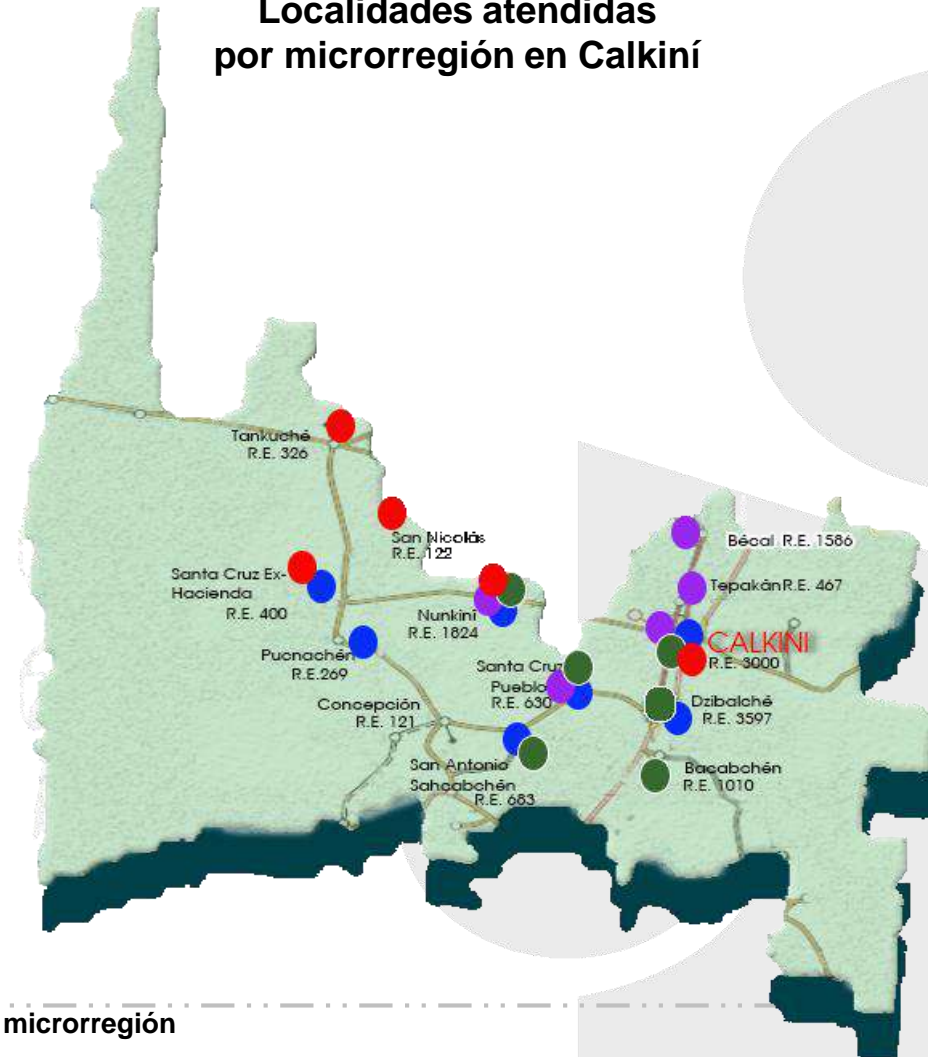 Localidades atendidas
por microrregión en Calkiní
Tankuché
R.E. 326
San Nicolás
R.E. 122
Bécal R.E. 1586
Santa Cruz Ex-
Hacienda
R.E. 400
Tepakán R.E. 467
Nunkiní
R.E. 1824
CALKINI
R.E. 3000
Pucnachén
R.E.269
Santa Cruz
Pueblo
R.E. 630
Concepción
R.E. 121
Dzibalché
R.E. 3597
San Antonio
Sahcabchén
R.E. 683
Bacabchén
R.E. 1010
microrregión